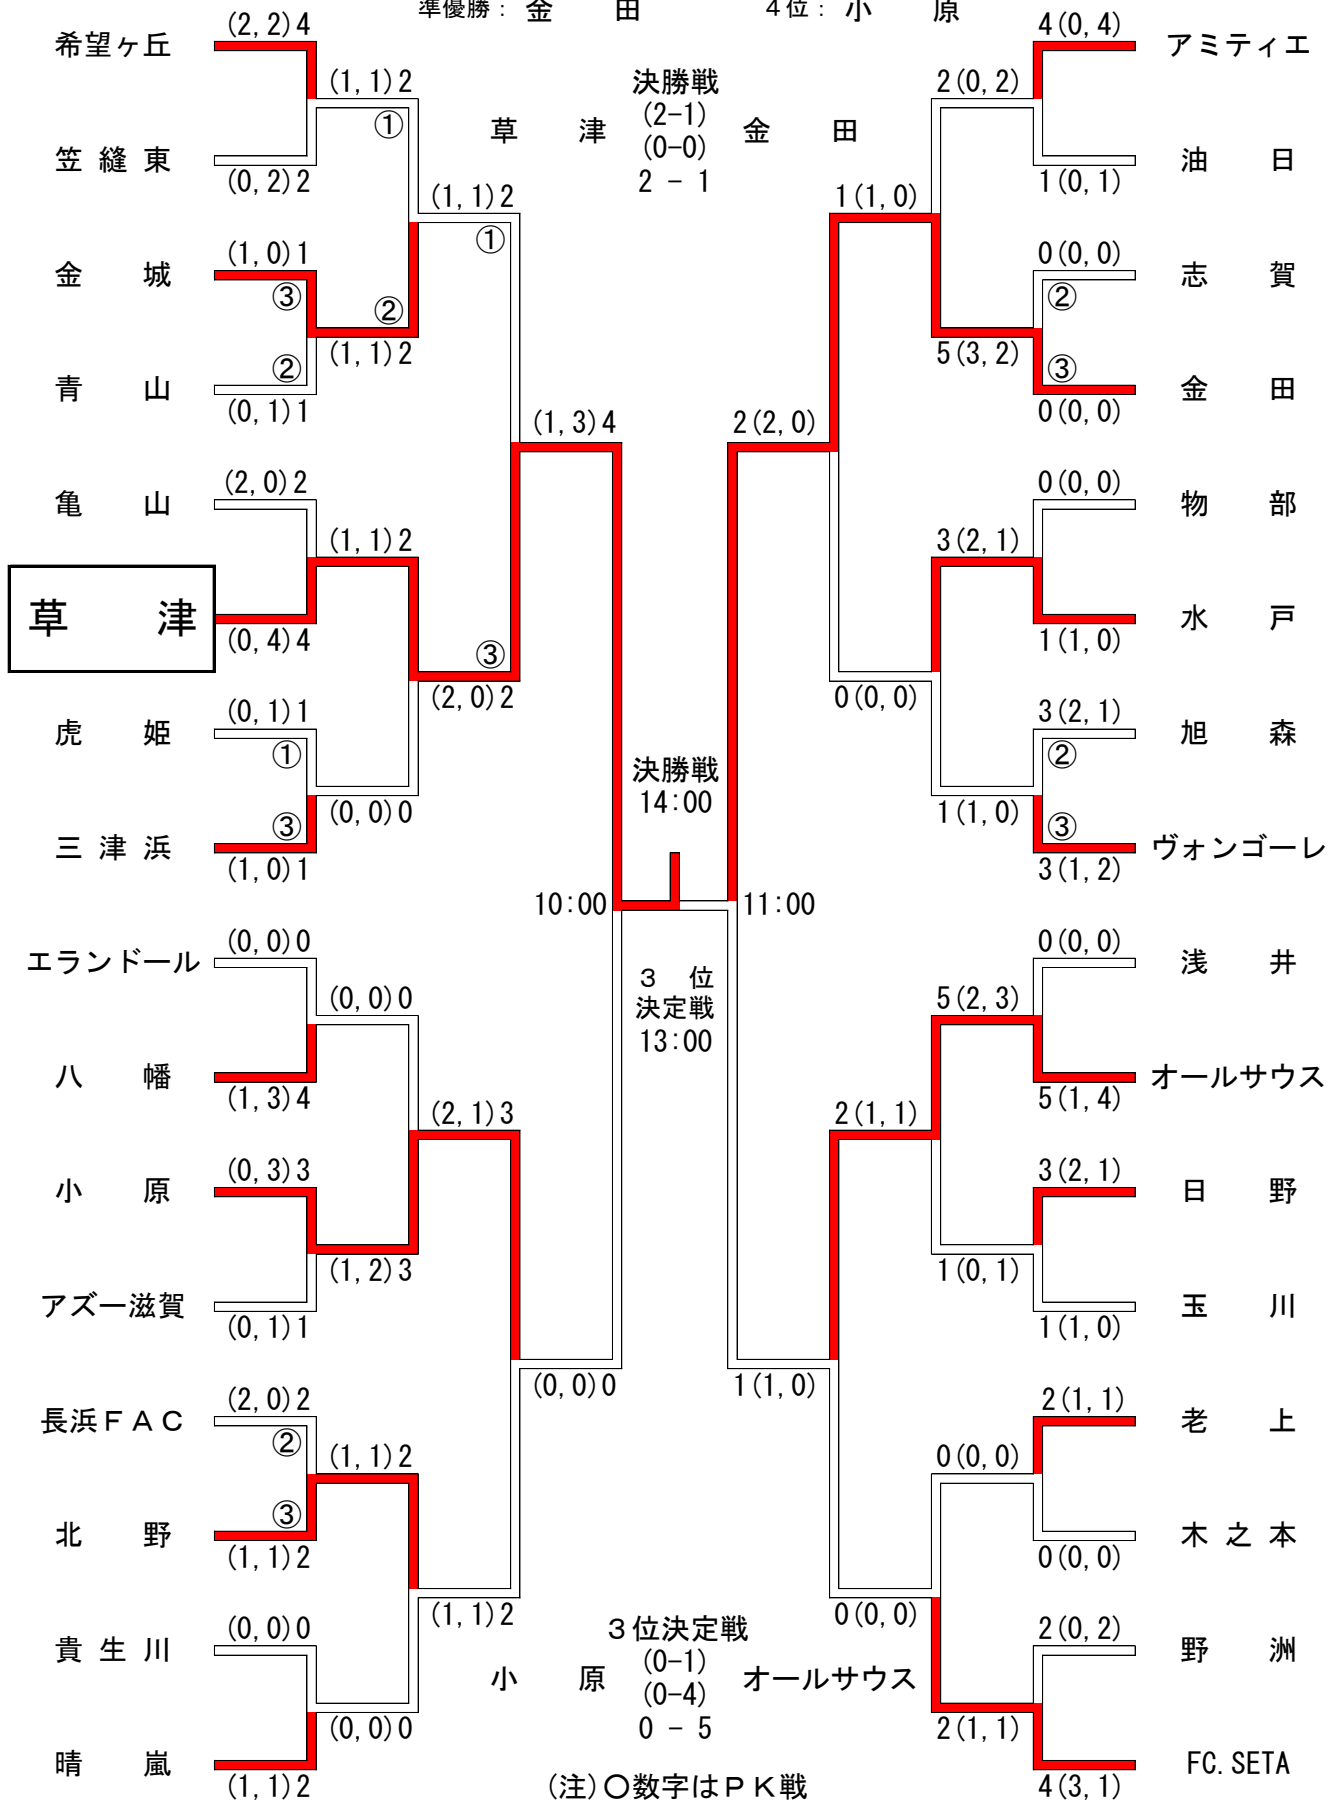 準優勝： 金　　田　　４位： 小　　原
希望ヶ丘 (2,2)4
(1,1)2
①
笠縫東 (0,2)2
(1,1)2
①
金　　城 (1,0)1
③
②
(1,1)2
青　　山 ②
(0,1)1
(1,3)4
亀　　山 (2,0)2
(1,1)2
草　　津 (0,4)4
③
(2,0)2
虎　　姫 (0,1)1
①
(0,0)0
三津浜 ③
(1,0)1
エランドール (0,0)0
(0,0)0
八　　幡 (1,3)4
(2,1)3
小　　原 (0,3)3
(1,2)3
アズー滋賀 (0,1)1
(0,0)0
長浜ＦＡＣ (2,0)2
②
(1,1)2
北　　野 ③
(1,1)2
(1,1)2
貴生川 (0,0)0
(0,0)0
晴　　嵐 (1,1)2
決勝戦
草　　津 (2-1) 金　　田
(0-0)
2 - 1
決勝戦
14:00
10:00 11:00
３　位
決定戦
13:00
３位決定戦
小　　原 (0-1) オールサウス
(0-4)
0 - 5
(注)〇数字はＰＫ戦
4(0,4) アミティエ
2(0,2)
1(0,1) 油　　日
1(1,0)
0(0,0) 志　　賀
②
5(3,2)
③
0(0,0) 金　　田
2(2,0)
0(0,0) 物　　部
3(2,1)
1(1,0) 水　　戸
0(0,0)
3(2,1) 旭　　森
②
1(1,0)
③
3(1,2) ヴォンゴーレ
0(0,0) 浅　　井
5(2,3)
5(1,4) オールサウス
2(1,1)
3(2,1) 日　　野
1(0,1)
1(1,0) 玉　　川
1(1,0)
2(1,1) 老　　上
0(0,0)
0(0,0) 木之本
0(0,0)
2(0,2) 野　　洲
2(1,1)
4(3,1) FC.SETA